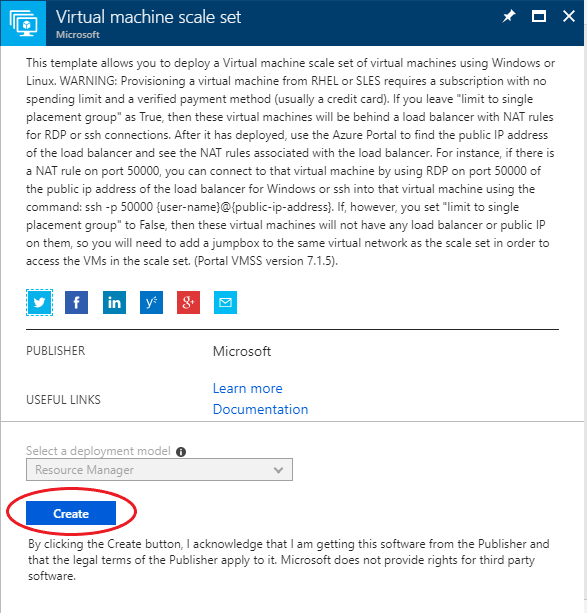 Virtual machine scale set
Microsoft
This template allows you to deploy a Virtual machine scale set of virtual machines using Windows or
Linux. WARNING: Provisioning a virtual machine from RHEL or SLES requires a subscription with no
spending limit and a verified payment method (usually a credit card). If you leave "limit to single
placement group" as True, then these virtual machines will be behind a load balancer with NAT rules
for RDP or ssh connections. After it has deployed, use the Azure Portal to find the public IP address
of the load balancer and see the NAT rules associated with the load balancer. For instance, if there is
a NAT rule on port 50000, you can connect to that virtual machine by using RDP on port 50000 of
the public ip address of the load balancer for Windows or ssh into that virtual machine using the
command: ssh -p 50000 {user-name}@{public-ip-address}. If, however, you set "limit to single
placement group" to False, then these virtual machines will not have any load balancer or public IP
on them, so you will need to add a jumpbox to the same virtual network as the scale set in order to
access the VMs in the scale set. (Portal VMSS version 7.1.5).
f in y g+
PUBLISHER Microsoft
Learn more
USEFUL LINKS
Documentation
Select a deployment model i
Resource Manager
Create
By clicking the Create button, I acknowledge that I am getting this software from the Publisher and
that the legal terms of the Publisher apply to it. Microsoft does not provide rights for third party
software.